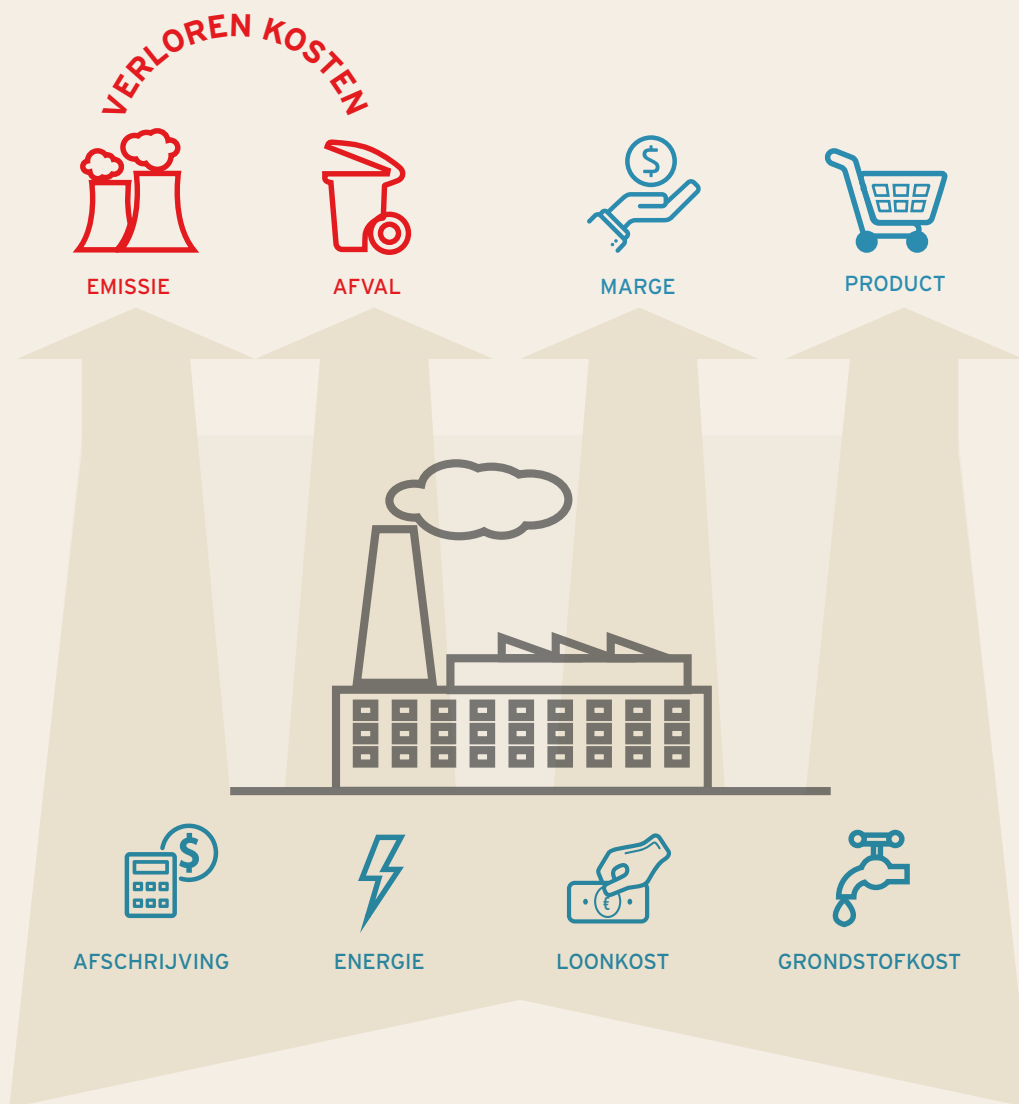 VERLOREN KOSTEN
EMISSIE
AFVAL
MARGE
PRODUCT
$
$
€
AFSCHRIJVING
ENERGIE
LOONKOST
GRONDSTOFKOST